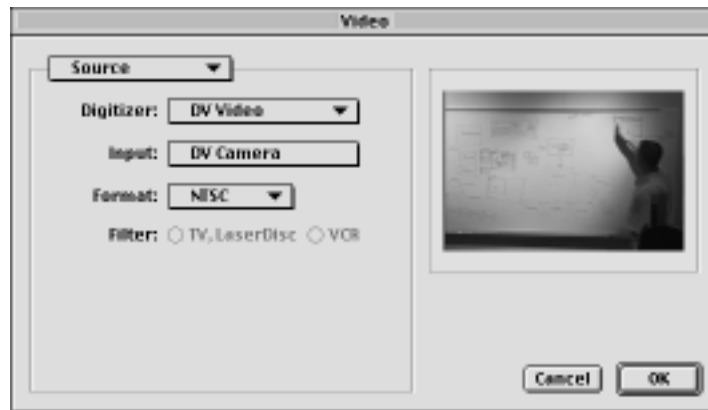 Video
Source
Digitizer: DV Video
Input: DV Camera
Format: NTSC
Filter: TV, LaserDisc VCR
Cancel OK